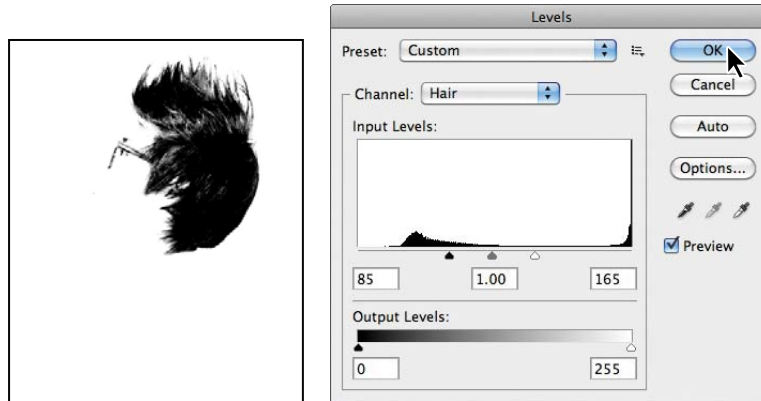 Levels
Preset: Custom
OK
Cancel
Channel: Hair
Auto
Input Levels:
Options...
Preview
85 1.00 165
Output Levels:
0 255